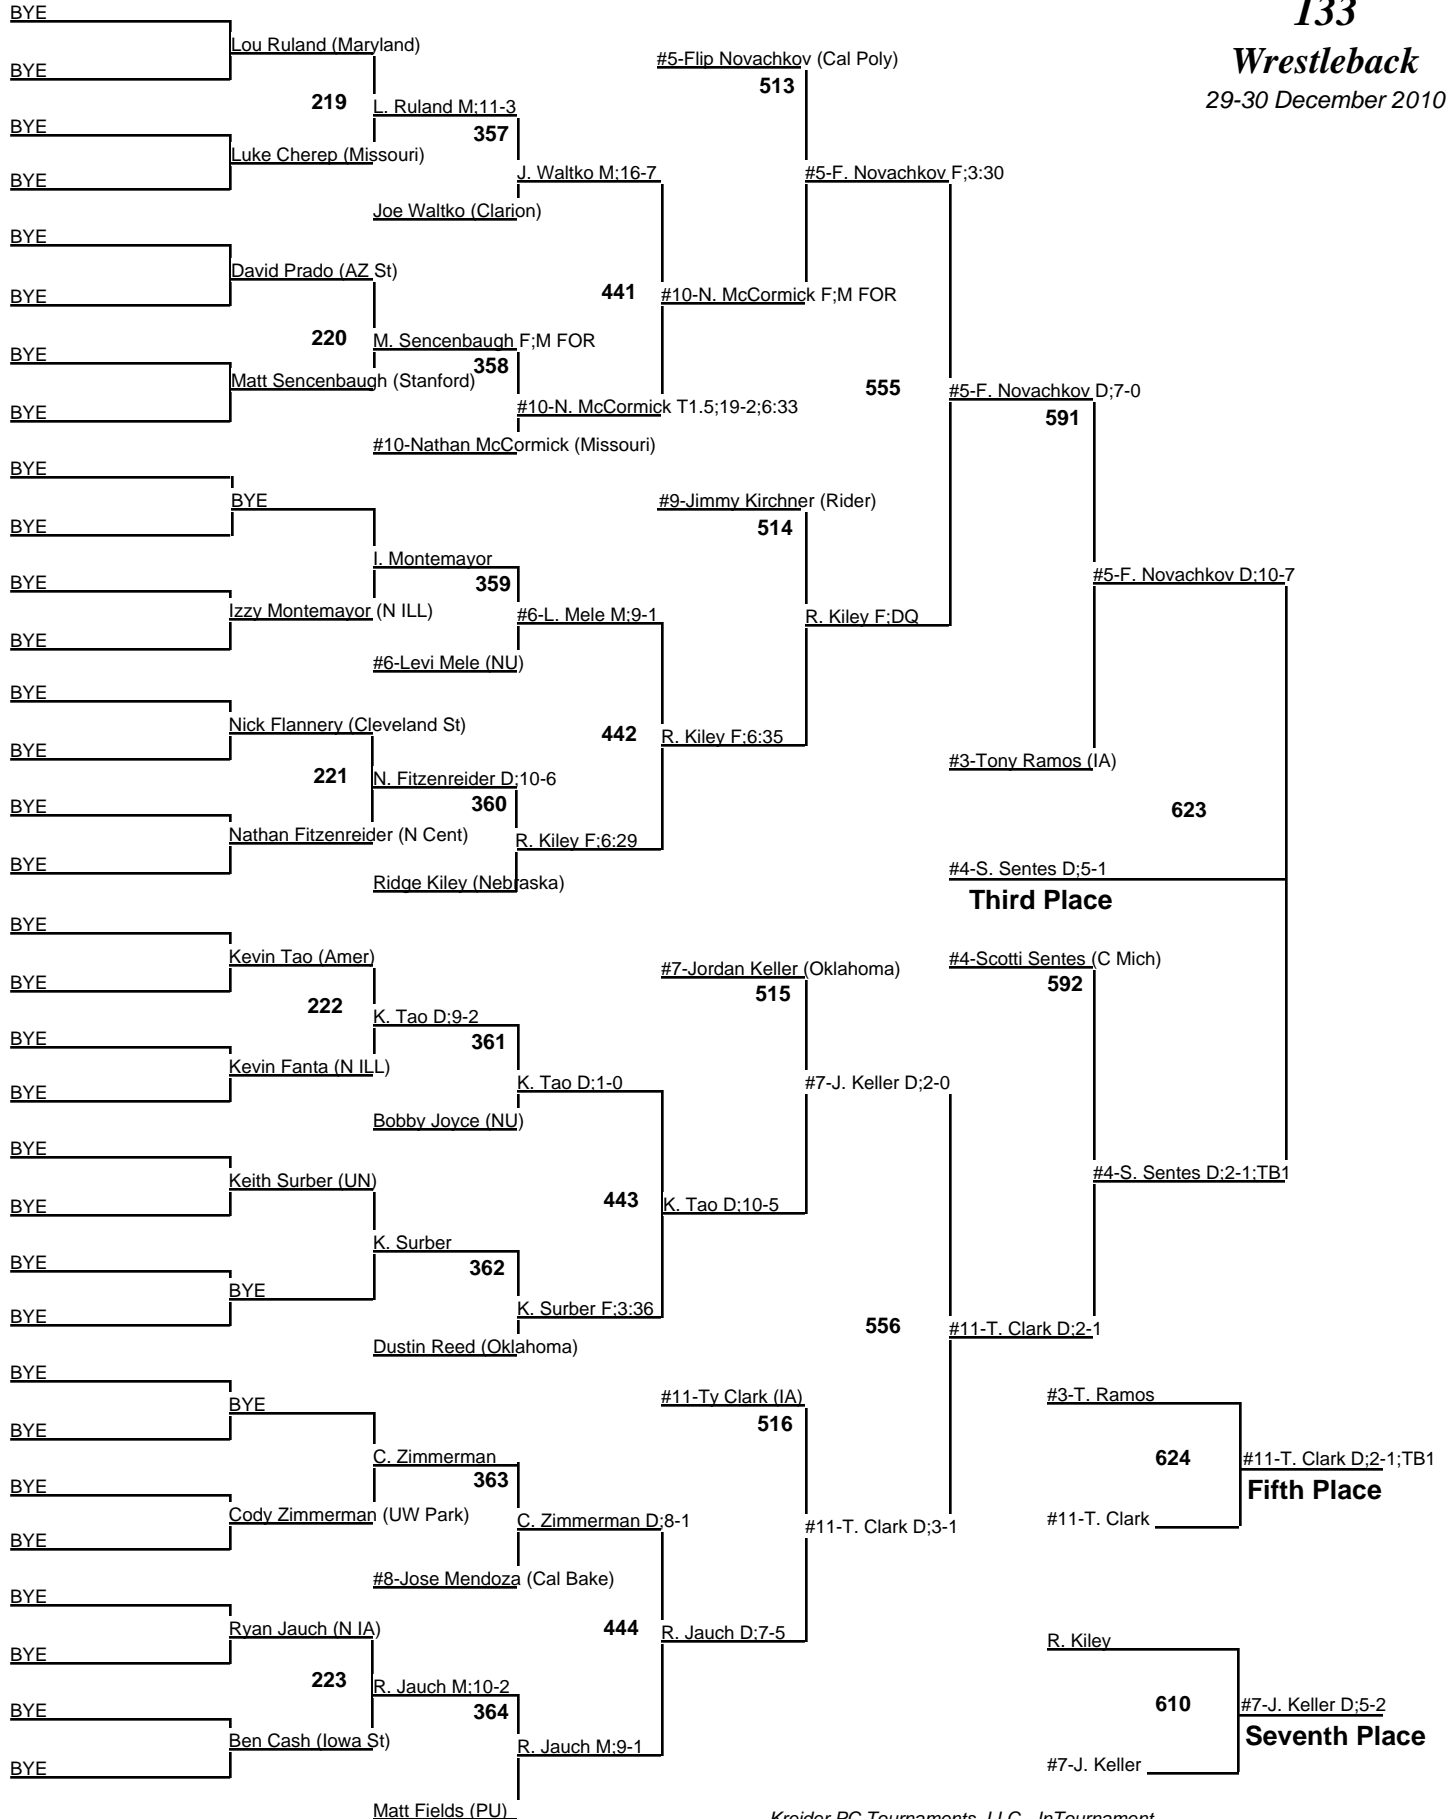 133
Wrestleback
29-30 December 2010
BYE
Lou Ruland (Maryland)
BYE
219
L. Ruland M;11-3
BYE
357
Luke Cherep (Missouri)
BYE
J. Waltko M;16-7
Joe Waltko (Clarion)
BYE
David Prado (AZ St)
BYE
441
#10-N. McCormick F;M FOR
220
M. Sencenbaugh F;M FOR
BYE
358
Matt Sencenbaugh (Stanford)
BYE
#10-N. McCormick T1.5;19-2;6:33
#10-Nathan McCormick (Missouri)
#5-Flip Novachkov (Cal Poly)
513
#5-F. Novachkov F;3:30
555
#5-F. Novachkov D;7-0
591
BYE
BYE
BYE
I. Montemayor
BYE
359
Izzy Montemayor (N ILL)
BYE
#6-L. Mele M;9-1
#6-Levi Mele (NU)
#9-Jimmy Kirchner (Rider)
514
R. Kiley F;DQ
#5-F. Novachkov D;10-7
BYE
Nick Flannery (Cleveland St)
BYE
442
R. Kiley F;6:35
221
N. Fitzenreider D;10-6
BYE
360
Nathan Fitzenreider (N Cent)
R. Kiley F;6:29
BYE
Ridge Kiley (Nebraska)
#3-Tony Ramos (IA)
623
#4-S. Sentes D;5-1
Third Place
BYE
Kevin Tao (Amer)
BYE
222
K. Tao D;9-2
BYE
361
Kevin Fanta (N ILL)
BYE
K. Tao D;1-0
Bobby Joyce (NU)
#7-Jordan Keller (Oklahoma)
515
#7-J. Keller D;2-0
#4-Scotti Sentes (C Mich)
592
#4-S. Sentes D;2-1;TB1
BYE
Keith Surber (UN)
BYE
443
K. Tao D;10-5
K. Surber
BYE
362
BYE
BYE
K. Surber F;3:36
Dustin Reed (Oklahoma)
556
#11-T. Clark D;2-1
BYE
BYE
BYE
C. Zimmerman
BYE
363
Cody Zimmerman (UW Park)
BYE
C. Zimmerman D;8-1
#8-Jose Mendoza (Cal Bake)
#11-Ty Clark (IA)
516
#11-T. Clark D;3-1
#3-T. Ramos
624
#11-T. Clark D;2-1;TB1
Fifth Place
#11-T. Clark
BYE
Ryan Jauch (N IA)
BYE
444
R. Jauch D;7-5
223
R. Jauch M;10-2
BYE
364
Ben Cash (Iowa St)
R. Jauch M;9-1
BYE
Matt Fields (PU)
R. Kiley
610
#7-J. Keller D;5-2
Seventh Place
#7-J. Keller
Kreider PC Tournaments, LLC - InTournament